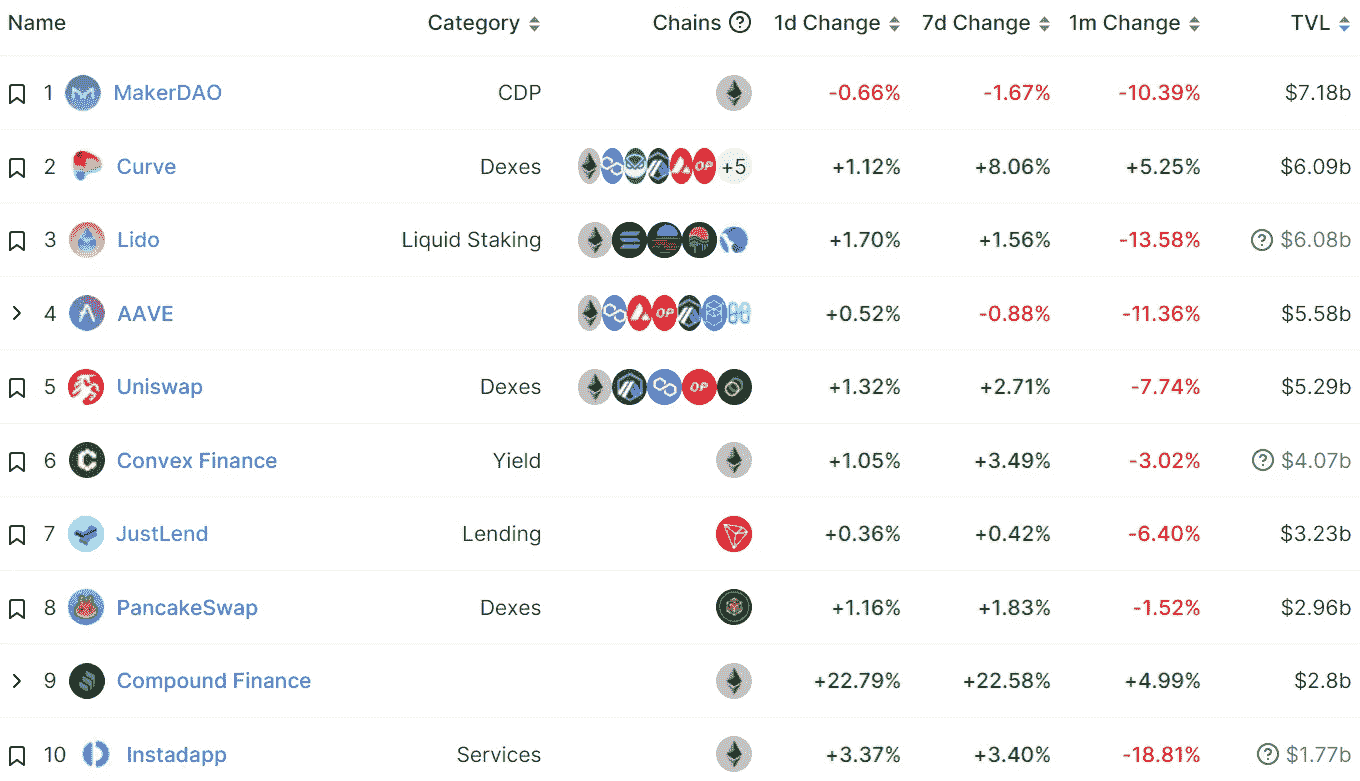 Name Category Chains ? 1d Change 7d Change 1m Change TVL
1 MakerDAO CDP -0.66% -1.67% -10.39% $7.18b
2 Curve Dexes OP +5 +1.12% +8.06% +5.25% $6.09b
3 Lido Liquid Staking +1.70% +1.56% -13.58% ? $6.08b
4 AAVE OP +0.52% -0.88% -11.36% $5.58b
5 Uniswap Dexes OP +1.32% +2.71% -7.74% $5.29b
6 Convex Finance Yield +1.05% +3.49% -3.02% ? $4.07b
7 JustLend Lending +0.36% +0.42% -6.40% $3.23b
8 PancakeSwap Dexes +1.16% +1.83% -1.52% $2.96b
9 Compound Finance +22.79% +22.58% +4.99% $2.8b
10 Instadapp Services +3.37% +3.40% -18.81% ? $1.77b